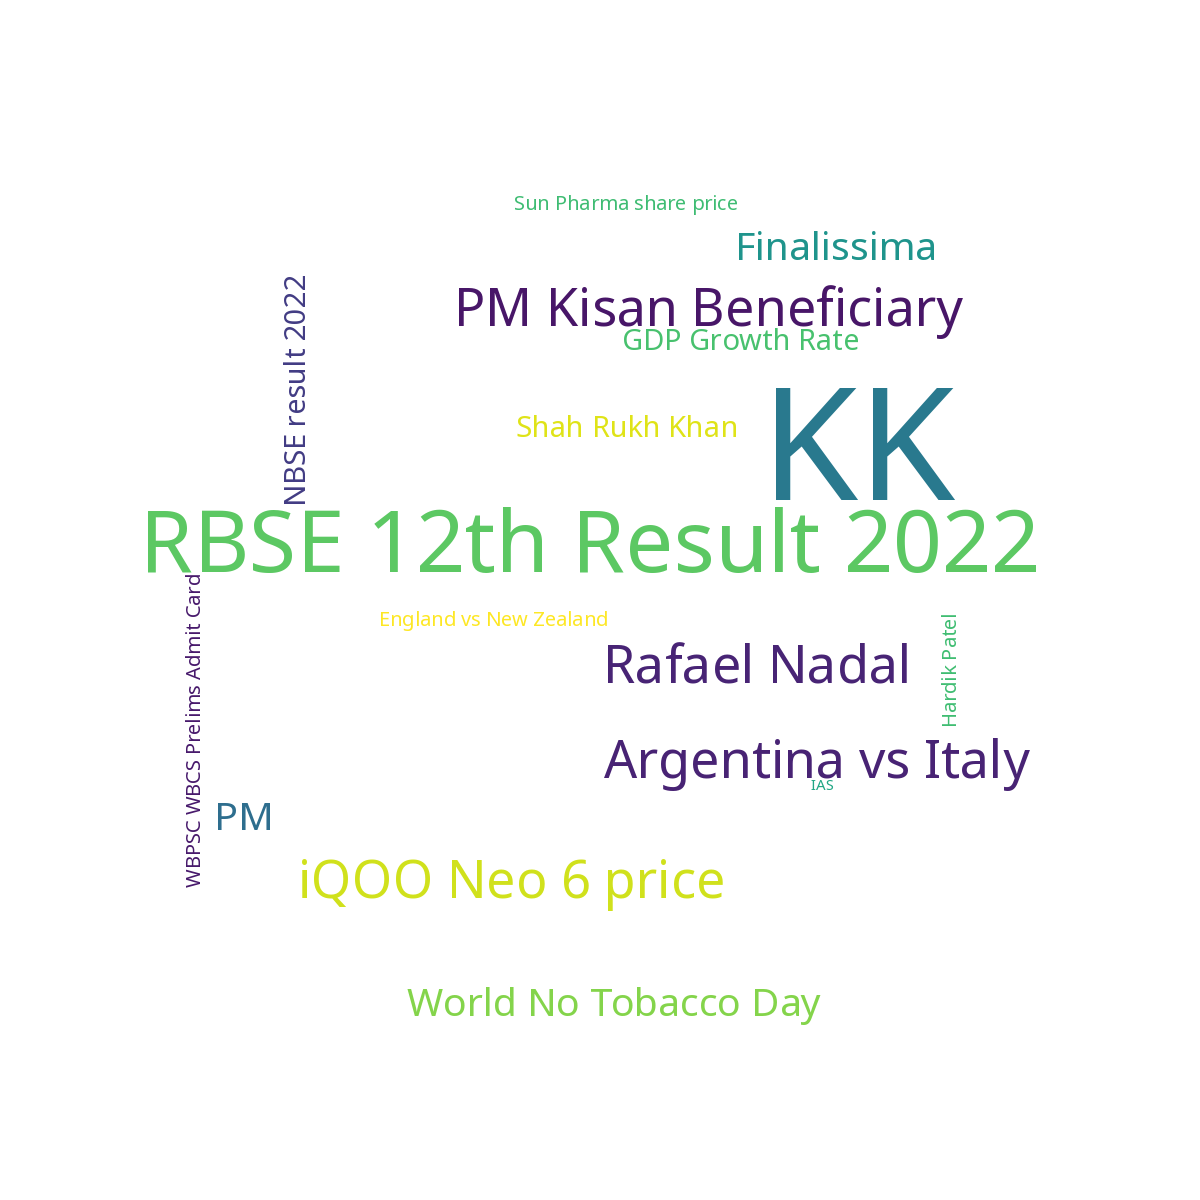 Sun Pharma share price
Finalissima
PM Kisan Beneficiary
GDP Growth Rate
NBSE result 2022
Shah Rukh Khan
KK
RBSE 12th Result 2022
WBPSC WBCS Prelims Admit Card
England vs New Zealand
Rafael Nadal
Hardik Patel
Argentina vs Italy
IAS
PM
iQOO Neo 6 price
World No Tobacco Day